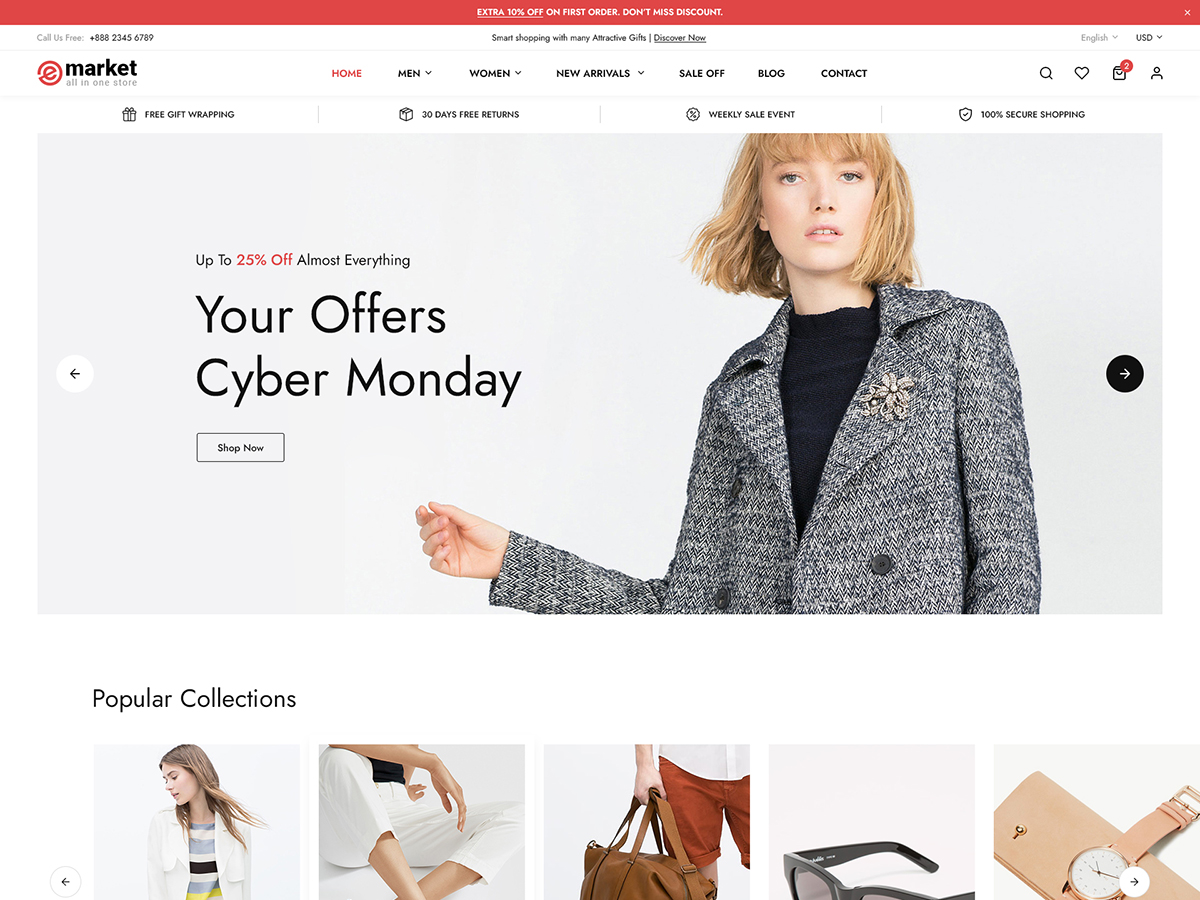 EXTRA 10% OFF ON FIRST ORDER. DON'T MISS DISCOUNT.
Call Us Free: +888 2345 6789
Smart shopping with many Attractive Gifts | Discover Now
English
USD
e market
all in one store
HOME
MEN
WOMEN
NEW ARRIVALS
SALE OFF
BLOG
CONTACT
2
FREE GIFT WRAPPING
30 DAYS FREE RETURNS
WEEKLY SALE EVENT
100% SECURE SHOPPING
Up To 25% Off Almost Everything
Your Offers
Cyber Monday
Shop Now
Popular Collections